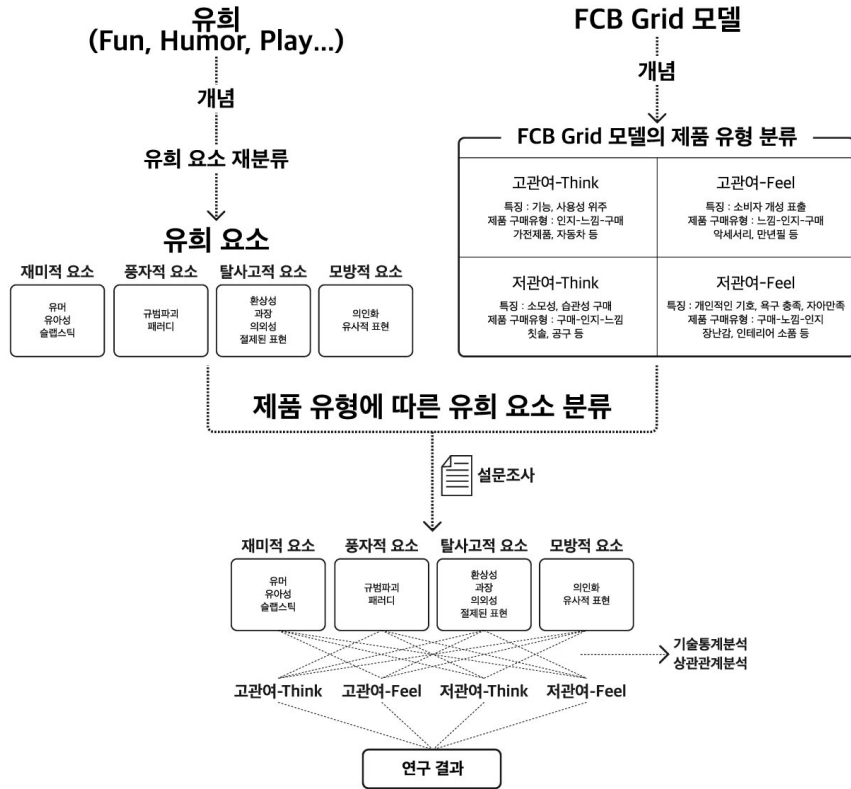 유희
(Fun, Humor, Play...)
개념
유희 요소 재분류
유희 요소
재미적 요소
유머
유아성
슬랩스틱
풍자적 요소
규범파괴
패러디
탈사고적 요소
환상성
과장
의외성
절제된 표현
모방적 요소
의인화
유사적 표현
FCB Grid 모델
개념
FCB Grid 모델의 제품 유형 분류
고관여-Think
특징 : 기능, 사용성 위주
제품 구매유형 : 인지-느낌-구매
가전제품, 자동차 등
고관여-Feel
특징 : 소비자 개성 표출
제품 구매유형 : 느낌-인지-구매
악세서리, 만년필 등
저관여-Think
특징 : 소모성, 습관성 구매
제품 구매유형 : 구매-인지-느낌
칫솔, 공구 등
저관여-Feel
특징 : 개인적인 기호, 욕구 충족, 자아만족
제품 구매유형 : 구매-노낌-인지
장난감, 인테리어 소품 등
제품 유형에 따른 유희 요소 분류
설문조사
재미적 요소
유머
유아성
슬랩스틱
풍자적 요소
규범파괴
패러디
탈사고적 요소
환상성
과장
의외성
절제된 표현
모방적 요소
의인화
유사적 표현
기술통계분석
상관관계분석
고관여-Think
고관여-Feel
저관여-Think
저관여-Feel
연구 결과